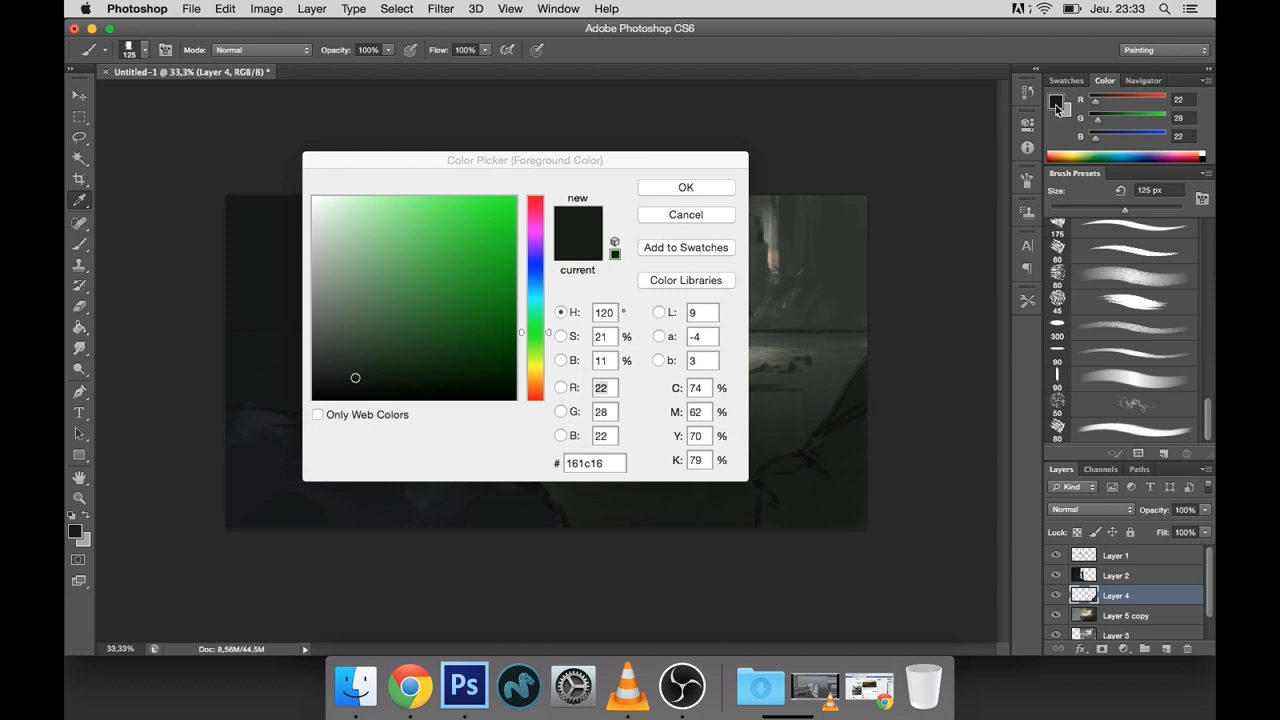 Photoshop File Edit Image Layer Type Select Filter 3D View Window Help
Jeu. 23:33
Adobe Photoshop CS6
125 Mode: Normal Opacity: 100% Flow: 100%
Painting
Untitled-1 @ 33,3% (Layer 4, RGB/8) *
Swatches Color Navigator
R 22
G 28
B 22
Brush Presets
Size: 125 px
175
80
80
45
300
90
90
50
80
Color Picker (Foreground Color)
new
current
OK
Cancel
Add to Swatches
Color Libraries
H: 120 °
S: 21 %
B: 11 %
R: 22
G: 28
B: 22
# 161c16
L: 9
a: -4
b: 3
C: 74 %
M: 62 %
Y: 70 %
K: 79 %
Only Web Colors
Layers Channels Paths
Kind
Normal Opacity: 100%
Lock: Fill: 100%
Layer 1
Layer 2
Layer 4
Layer 5 copy
Layer 3
33,33% Doc: 8,56M/44,5M
Ps